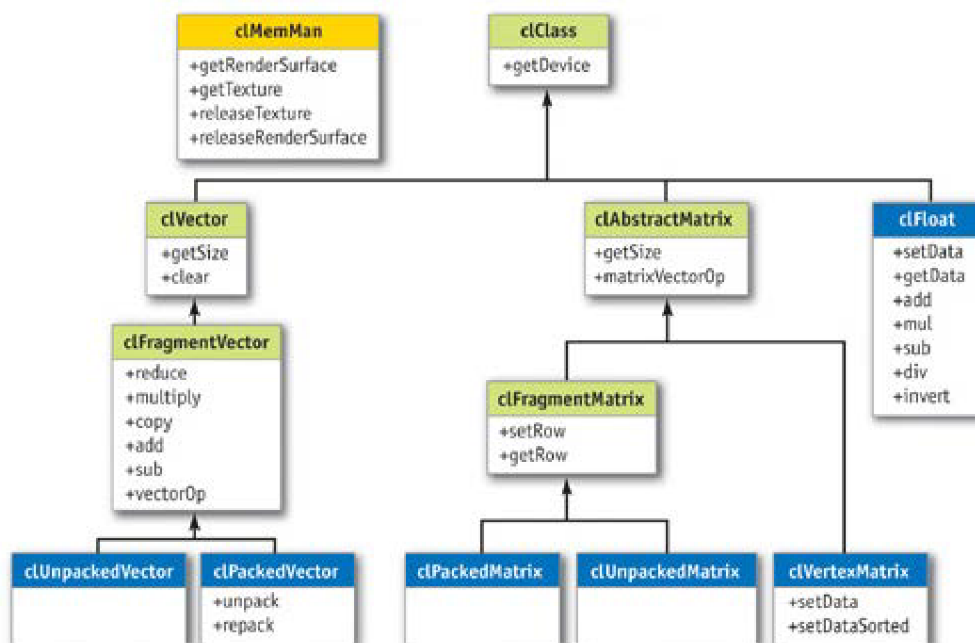 clMemMan
+getRenderSurface
+getTexture
+releaseTexture
+releaseRenderSurface
clClass
+getDevice
clVector
+getSize
+clear
clAbstractMatrix
+getSize
+matrixVectorOp
clFloat
+setData
+getData
+add
+mul
+sub
+div
+invert
clFragmentVector
+reduce
+multiply
+copy
+add
+sub
+vectorOp
clFragmentMatrix
+setRow
+getRow
clUnpackedVector
clPackedVector
+unpack
+repack
clPackedMatrix
clUnpackedMatrix
clVertexMatrix
+setData
+setDataSorted